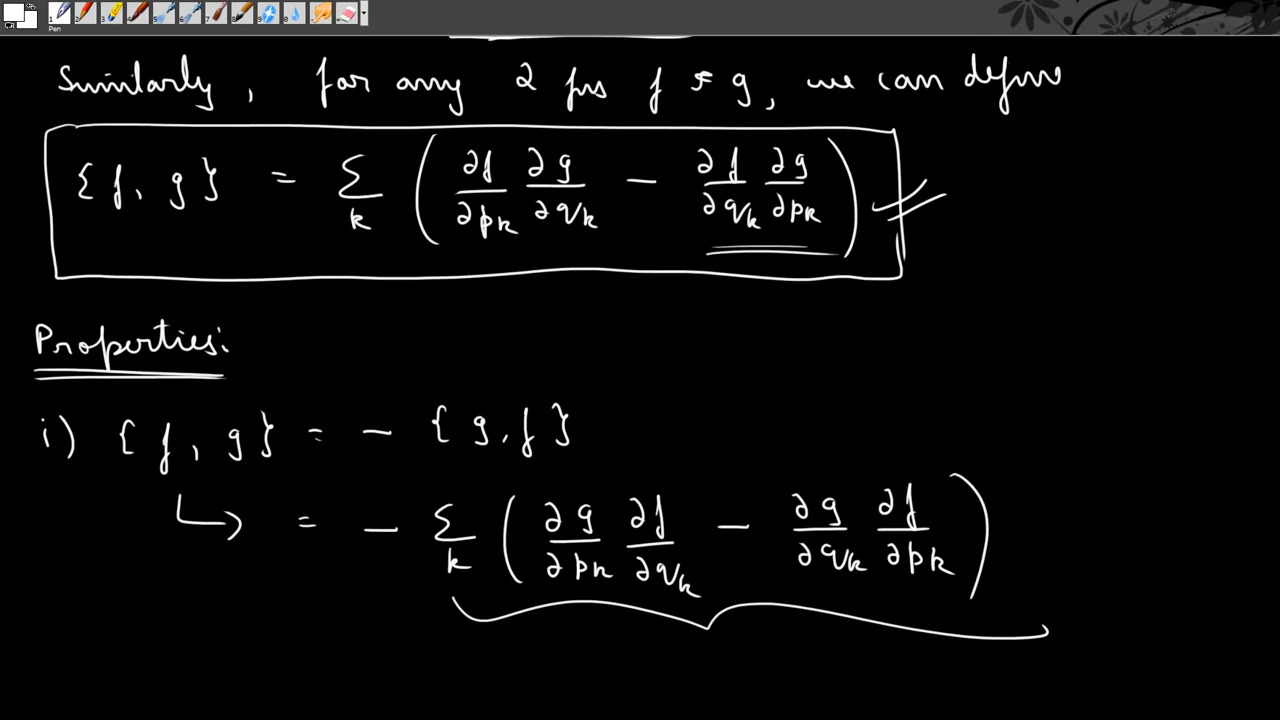 Pen
Similarly, for any 2 fns f & g, we can define
{f, g} = Σ_k (∂f/∂p_k ∂g/∂q_k − ∂f/∂q_k ∂g/∂p_k)
Properties:
i) {f, g} = − {g, f}
↳ = − Σ_k (∂g/∂p_k ∂f/∂q_k − ∂g/∂q_k ∂f/∂p_k)